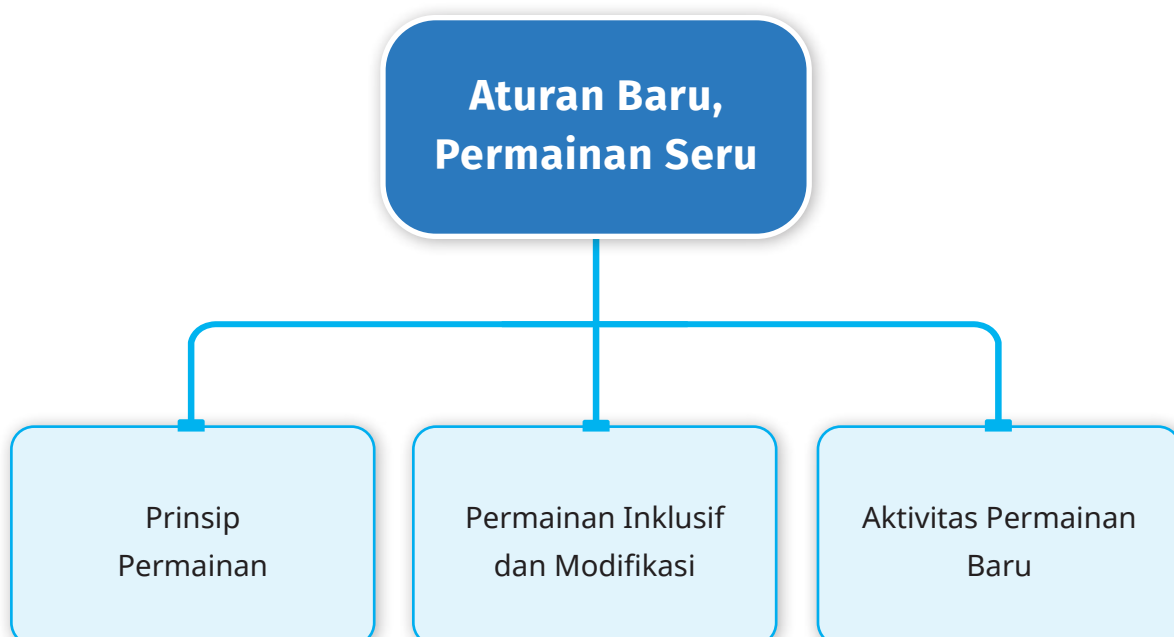 Aturan Baru,
Permainan Seru
Prinsip
Permainan
Permainan Inklusif
dan Modifikasi
Aktivitas Permainan
Baru